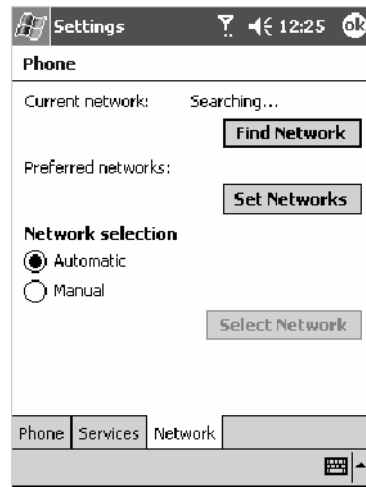 Settings 12:25 ok
Phone
Current network: Searching...
Find Network
Preferred networks:
Set Networks
Network selection
Automatic
Manual
Select Network
Phone Services Network